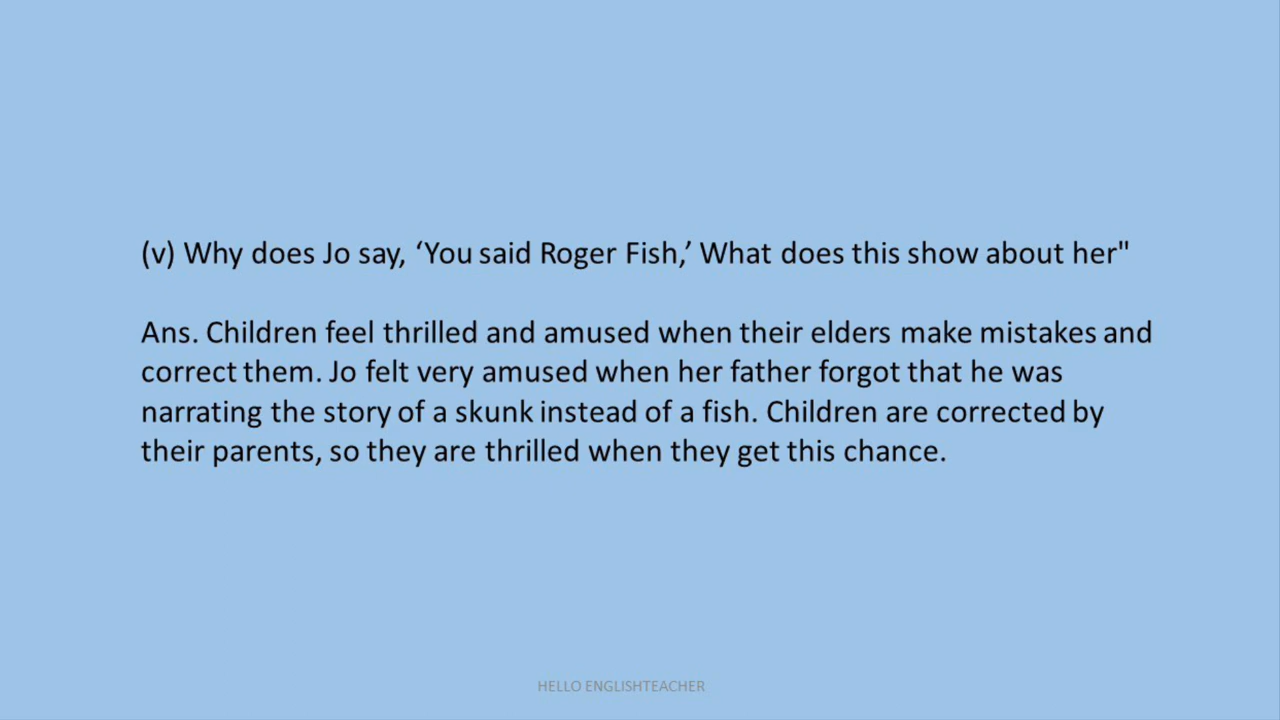 (v) Why does Jo say, ‘You said Roger Fish,’ What does this show about her"
Ans. Children feel thrilled and amused when their elders make mistakes and
correct them. Jo felt very amused when her father forgot that he was
narrating the story of a skunk instead of a fish. Children are corrected by
their parents, so they are thrilled when they get this chance.
HELLO ENGLISHTEACHER